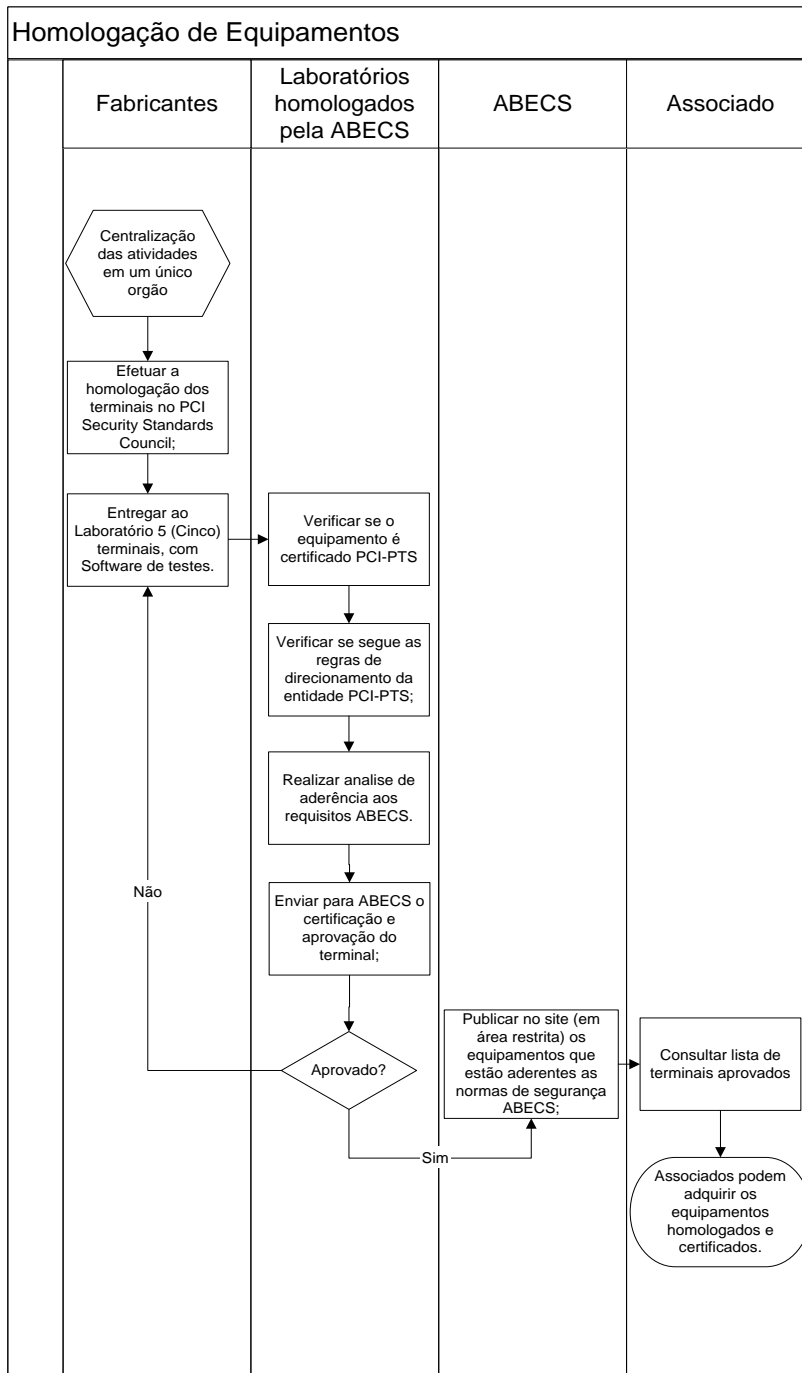 Homologação de Equipamentos
Fabricantes
Laboratórios
homologados
pela ABECS
ABECS
Associado
Centralização
das atividades
em um único
orgão
Efetuar a
homologação dos
terminais no PCI
Security Standards
Council;
Entregar ao
Laboratório 5 (Cinco)
terminais, com
Software de testes.
Verificar se o
equipamento é
certificado PCI-PTS
Verificar se segue as
regras de
direcionamento da
entidade PCI-PTS;
Realizar analise de
aderência aos
requisitos ABECS.
Não
Enviar para ABECS o
certificação e
aprovação do
terminal;
Aprovado?
Sim
Publicar no site (em
área restrita) os
equipamentos que
estão aderentes as
normas de segurança
ABECS;
Consultar lista de
terminais aprovados
Associados podem
adquirir os
equipamentos
homologados e
certificados.